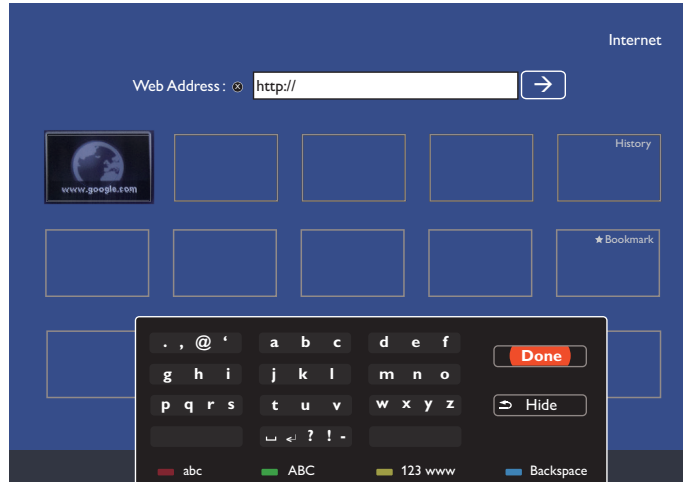 Internet
Web Address : http://
www.google.com
History
★ Bookmark
. , @ ‘ a b c d e f
Done
g h i j k l m n o
p q r s t u v w x y z
Hide
␣ ↵ ? ! -
abc ABC 123 www Backspace